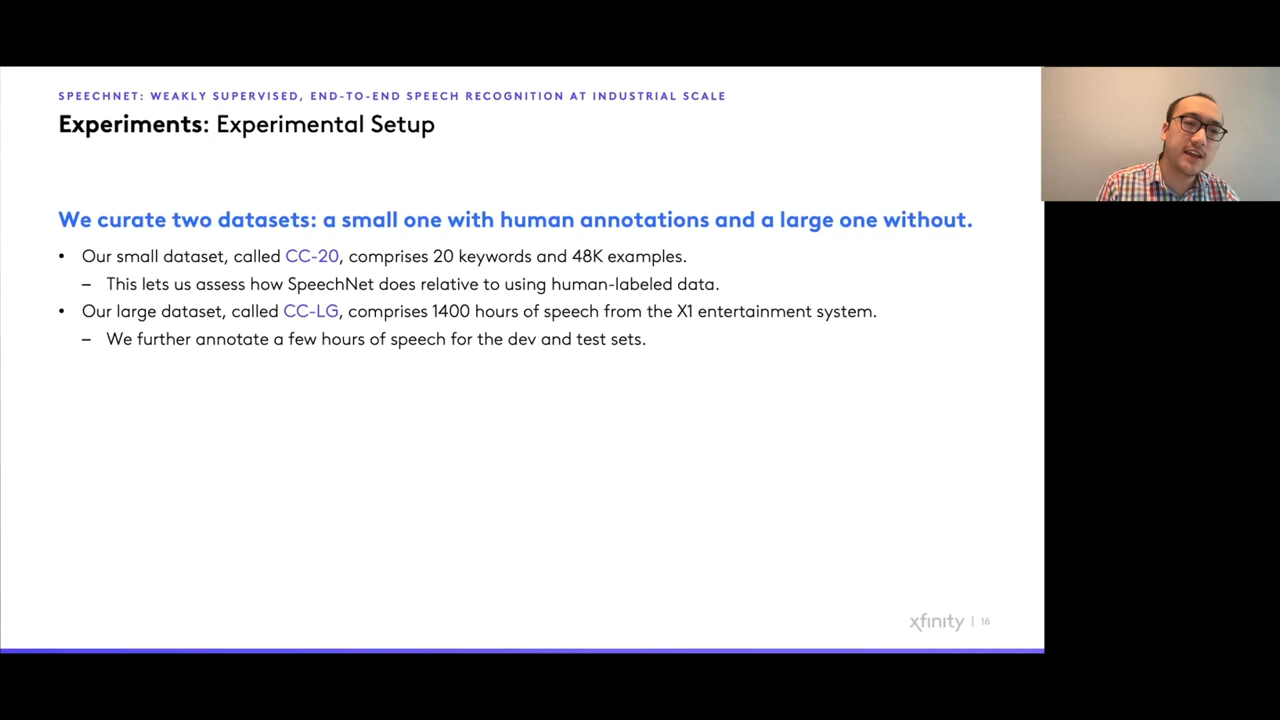 SPEECHNET: WEAKLY SUPERVISED, END-TO-END SPEECH RECOGNITION AT INDUSTRIAL SCALE
Experiments: Experimental Setup
We curate two datasets: a small one with human annotations and a large one without.
• Our small dataset, called CC-20, comprises 20 keywords and 48K examples.
– This lets us assess how SpeechNet does relative to using human-labeled data.
• Our large dataset, called CC-LG, comprises 1400 hours of speech from the X1 entertainment system.
– We further annotate a few hours of speech for the dev and test sets.
xfinity | 16